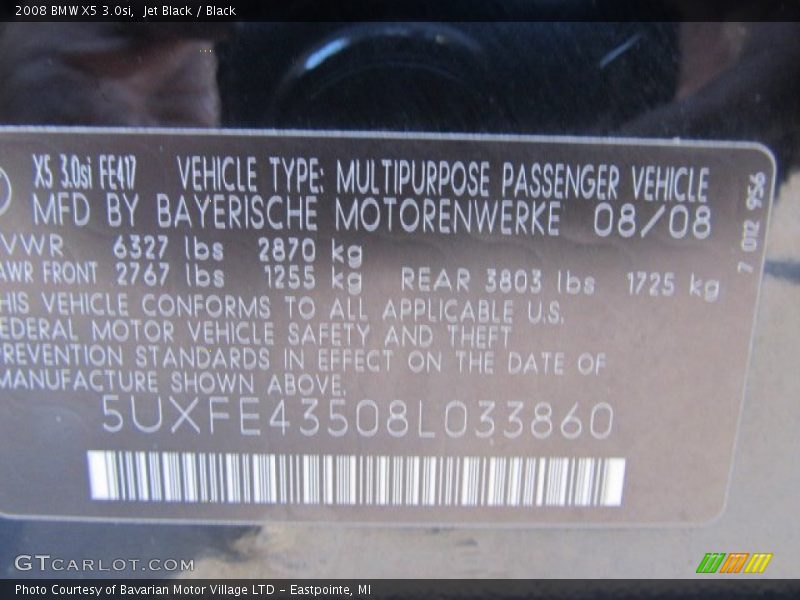 2008 BMW X5 3.0si, Jet Black / Black
X5 3.0si FE417 VEHICLE TYPE: MULTIPURPOSE PASSENGER VEHICLE
MFD BY BAYERISCHE MOTORENWERKE 08/08
VWR 6327 lbs 2870 kg
AWR FRONT 2767 lbs 1255 kg REAR 3803 lbs 1725 kg
HIS VEHICLE CONFORMS TO ALL APPLICABLE U.S.
EDERAL MOTOR VEHICLE SAFETY AND THEFT
REVENTION STANDARDS IN EFFECT ON THE DATE OF
MANUFACTURE SHOWN ABOVE.
5UXFE43508L033860
7 012 956
GTCARLOT.COM
Photo Courtesy of Bavarian Motor Village LTD - Eastpointe, MI